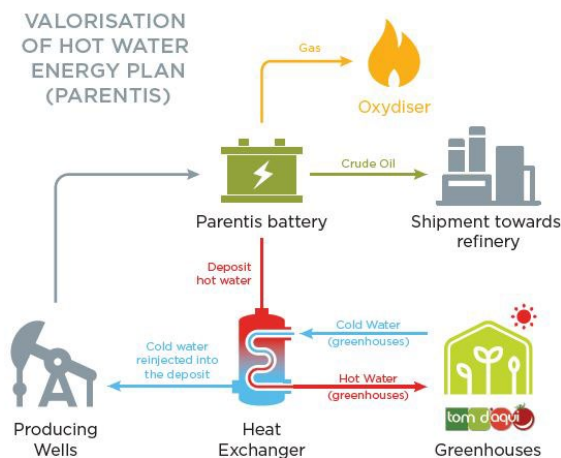 VALORISATION
OF HOT WATER
ENERGY PLAN
(PARENTIS)
Gas
Oxydiser
Crude Oil
Parentis battery
Shipment towards
refinery
Deposit
hot water
Cold water
reinjected into
the deposit
Cold Water
(greenhouses)
Hot Water
(greenhouses)
tom d'aqui
Producing
Wells
Heat
Exchanger
Greenhouses